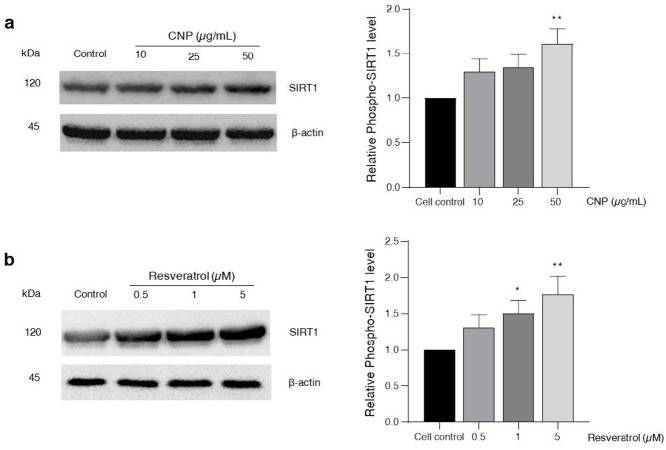 a
CNP (µg/mL)
kDa
Control
10
25
50
120
SIRT1
45
β-actin
Relative Phospho-SIRT1 level
2.0
1.5
1.0
0.5
0.0
**
Cell control
10
25
50
CNP (µg/mL)
b
Resveratrol (µM)
kDa
Control
0.5
1
5
120
SIRT1
45
β-actin
Relative Phospho-SIRT1 level
2.5
2.0
1.5
1.0
0.5
0.0
*
**
Cell control
0.5
1
5
Resveratrol (µM)